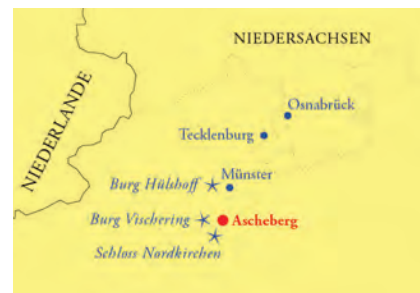 NIEDERSACHSEN
NIEDERLANDE
Osnabrück
Tecklenburg
Münster
Burg Hülshoff
Burg Vischering
Ascheberg
Schloss Nordkirchen